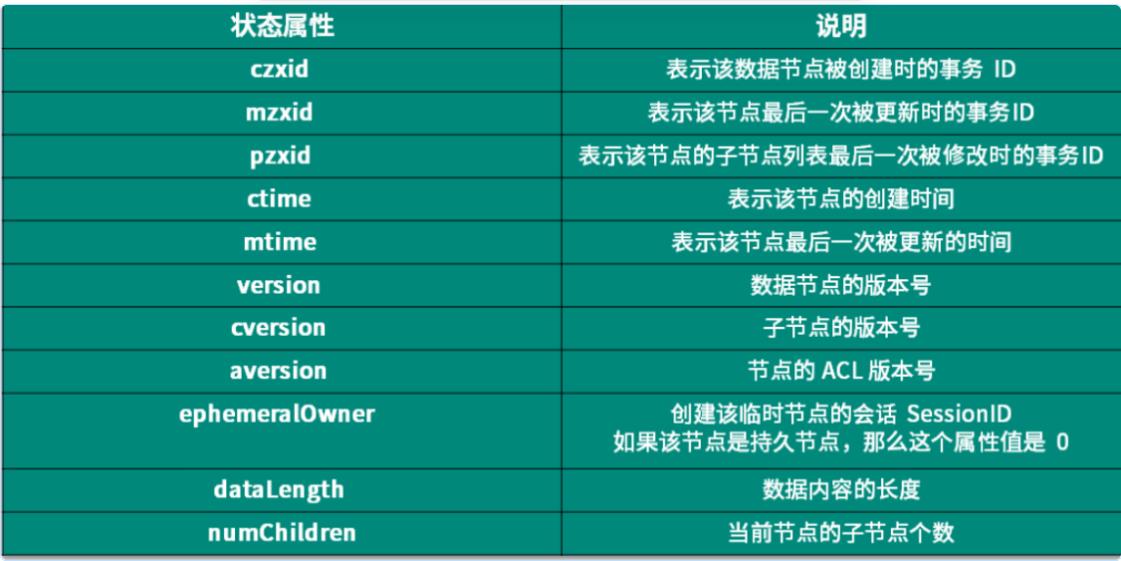 状态属性 说明
czxid 表示该数据节点被创建时的事务 ID
mzxid 表示该节点最后一次被更新时的事务ID
pzxid 表示该节点的子节点列表最后一次被修改时的事务ID
ctime 表示该节点的创建时间
mtime 表示该节点最后一次被更新的时间
version 数据节点的版本号
cversion 子节点的版本号
aversion 节点的 ACL 版本号
ephemeralOwner 创建该临时节点的会话 SessionID
如果该节点是持久节点，那么这个属性值是 0
dataLength 数据内容的长度
numChildren 当前节点的子节点个数